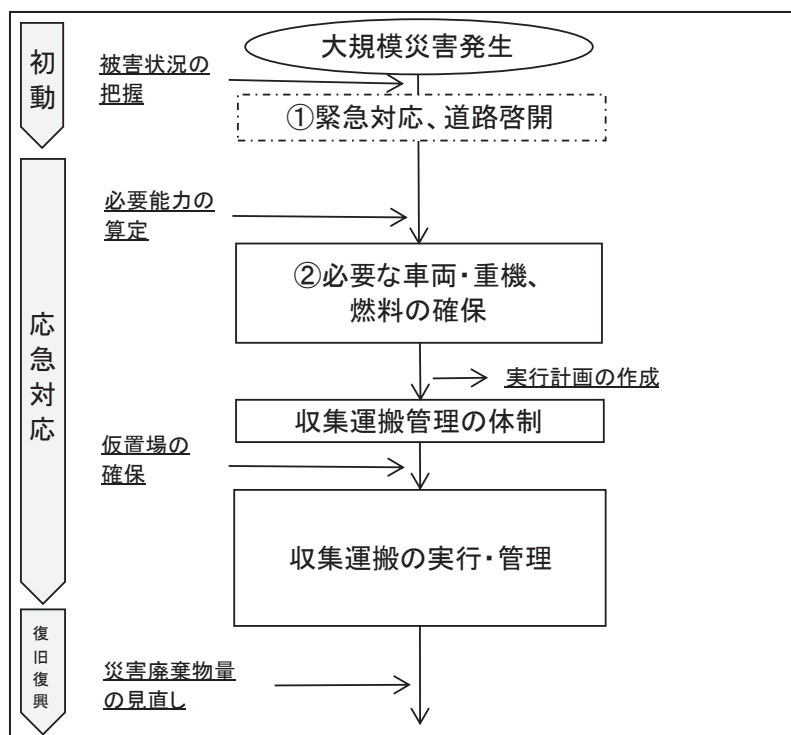 初動
大規模災害発生
被害状況の
把握
①緊急対応、道路啓開
応急対応
必要能力の
算定
②必要な車両・重機、
燃料の確保
実行計画の作成
収集運搬管理の体制
仮置場の
確保
収集運搬の実行・管理
復旧復興
災害廃棄物量
の見直し